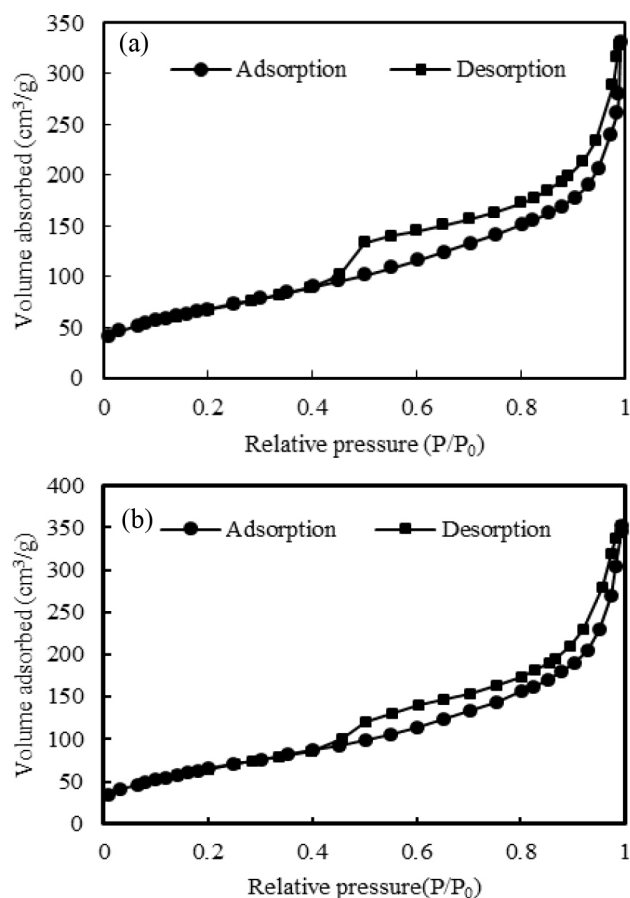 (a)
Adsorption
Desorption
350
300
250
200
150
100
50
0
Volume absorbed (cm³/g)
0
0.2
0.4
0.6
0.8
1
Relative pressure (P/P₀)
(b)
Adsorption
Desorption
400
350
300
250
200
150
100
50
0
Volume adsorbed (cm³/g)
0
0.2
0.4
0.6
0.8
1
Relative pressure(P/P₀)